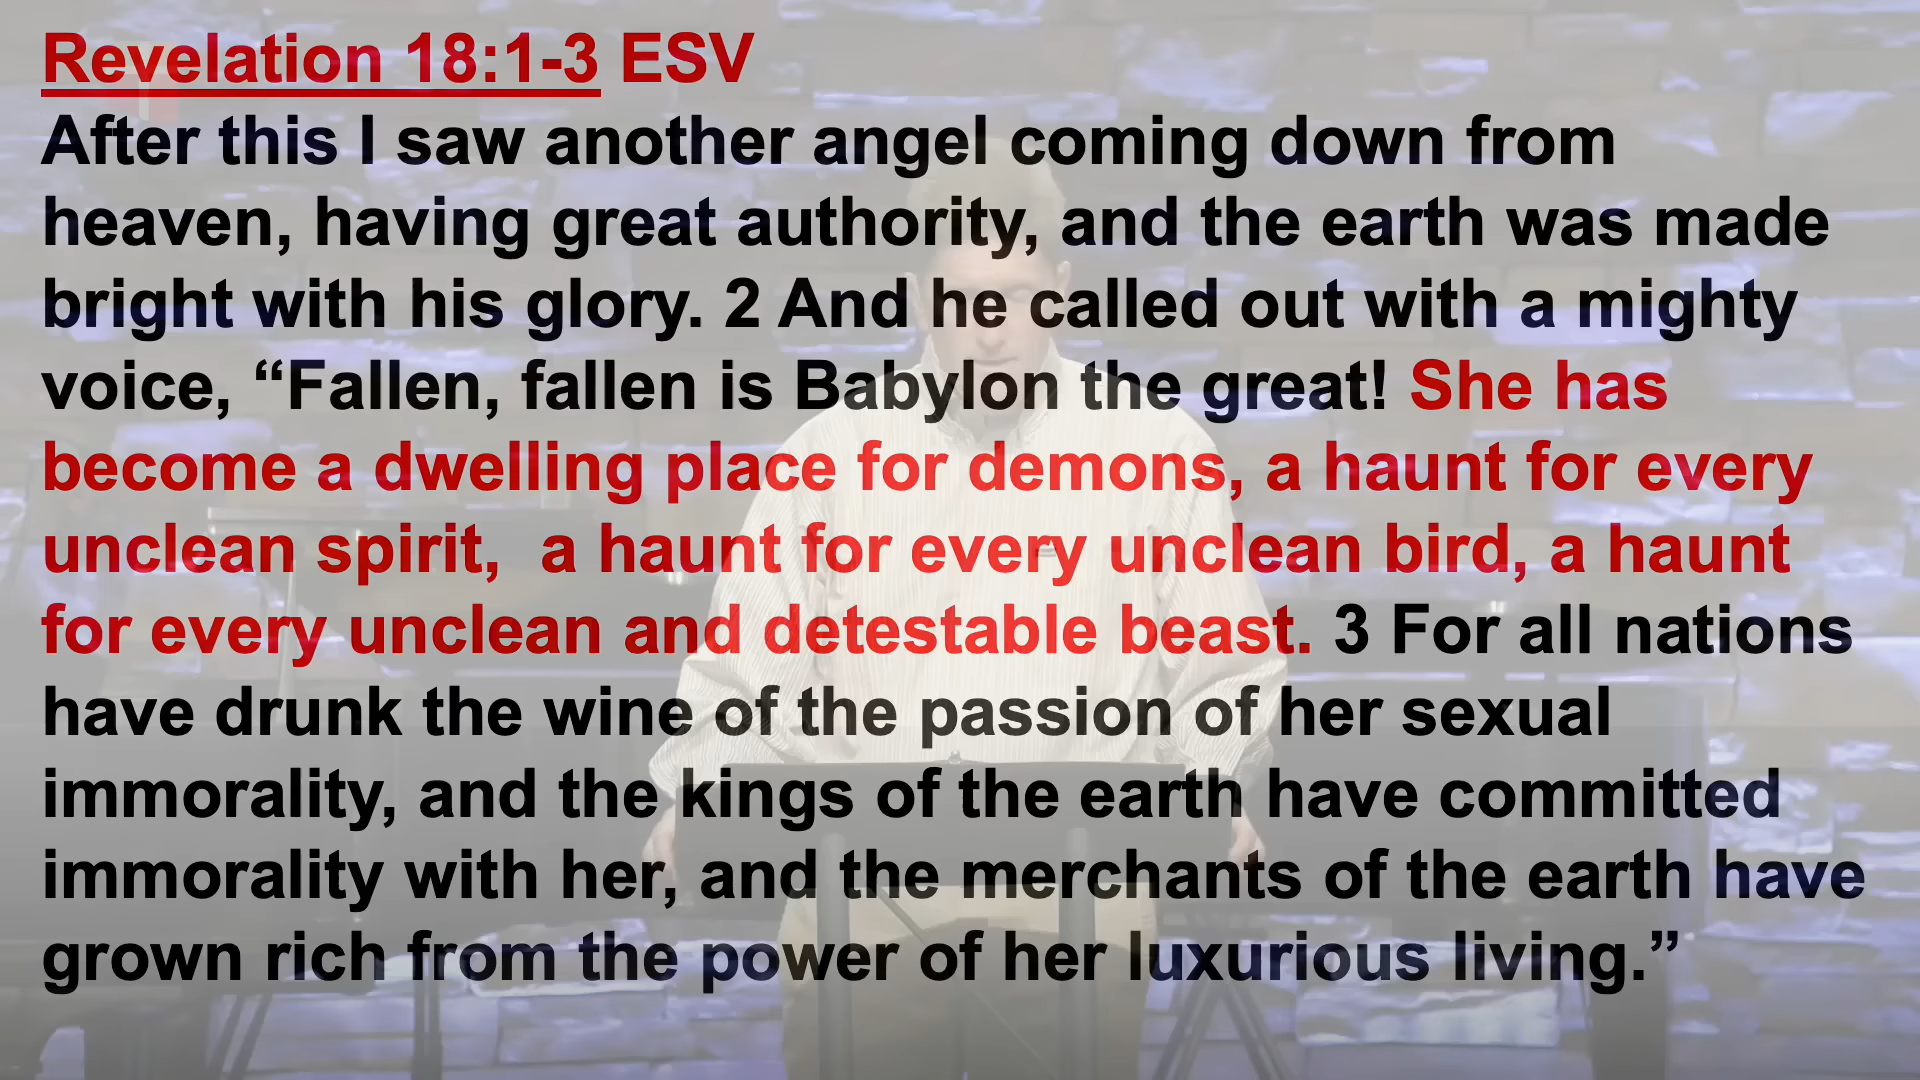 Revelation 18:1-3 ESV
After this I saw another angel coming down from
heaven, having great authority, and the earth was made
bright with his glory. 2 And he called out with a mighty
voice, “Fallen, fallen is Babylon the great! She has
become a dwelling place for demons, a haunt for every
unclean spirit,  a haunt for every unclean bird, a haunt
for every unclean and detestable beast. 3 For all nations
have drunk the wine of the passion of her sexual
immorality, and the kings of the earth have committed
immorality with her, and the merchants of the earth have
grown rich from the power of her luxurious living.”